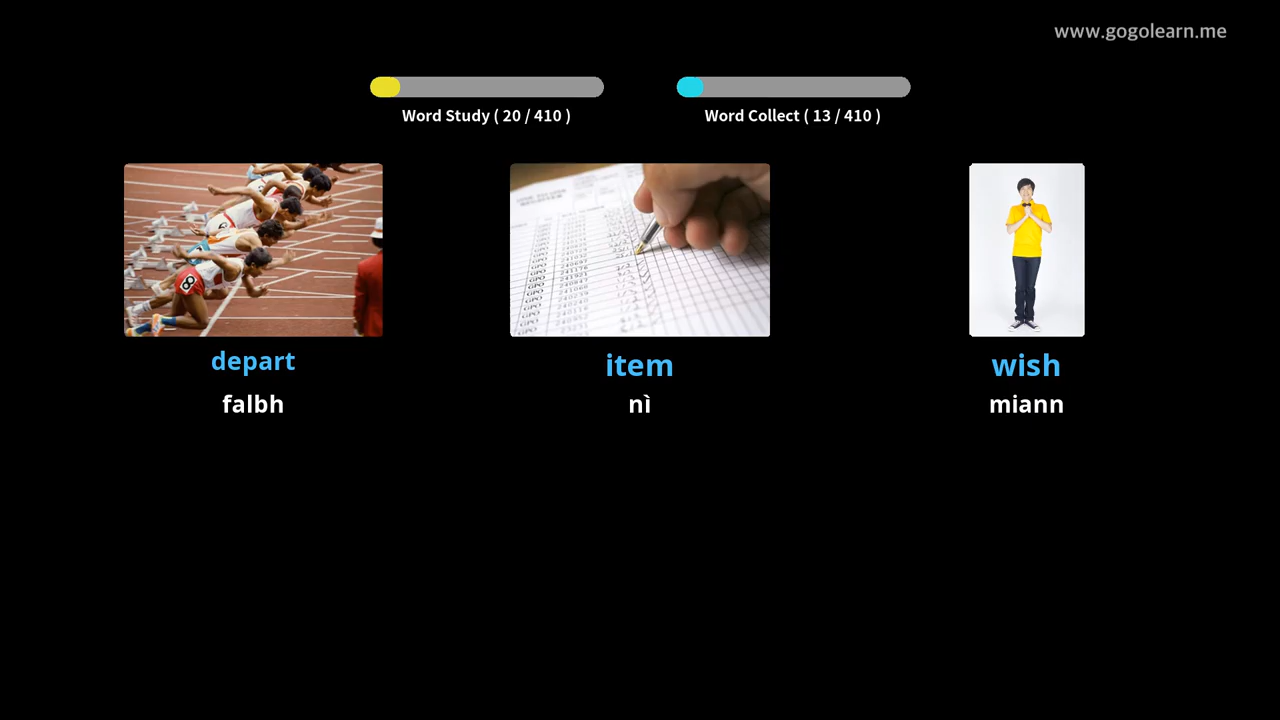 www.gogolearn.me
Word Study ( 20 / 410 )
Word Collect ( 13 / 410 )
depart
falbh
item
nì
wish
miann